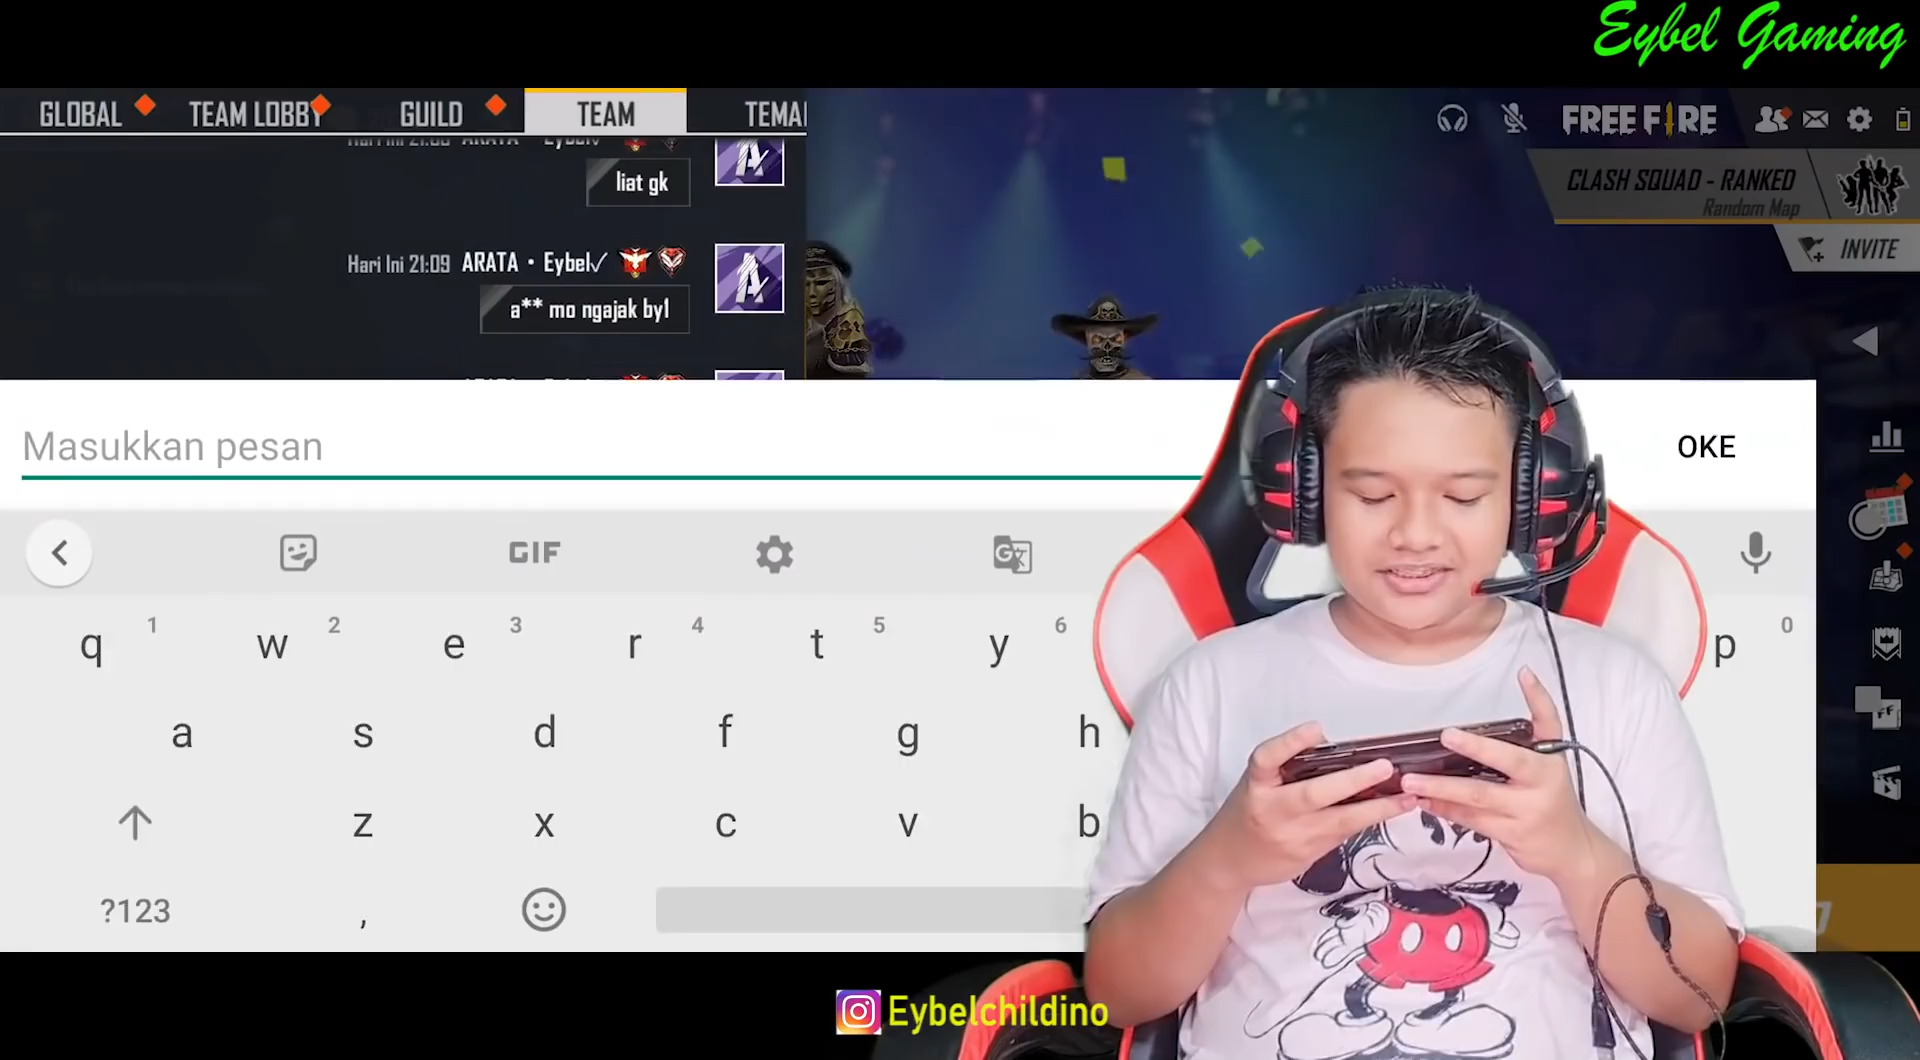 Eybel Gaming
GLOBAL
TEAM LOBBY
GUILD
TEAM
TEMA
FREE FIRE
liat gk
CLASH SQUAD - RANKED
Random Map
INVITE
Hari Ini 21:09 ARATA • Eybel✓
a** mo ngajak by1
Masukkan pesan
OKE
GIF
q 1 w 2 e 3 r 4 t 5 y 6 p 0
a s d f g h
z x c v b
?123 ,
Eybelchildino